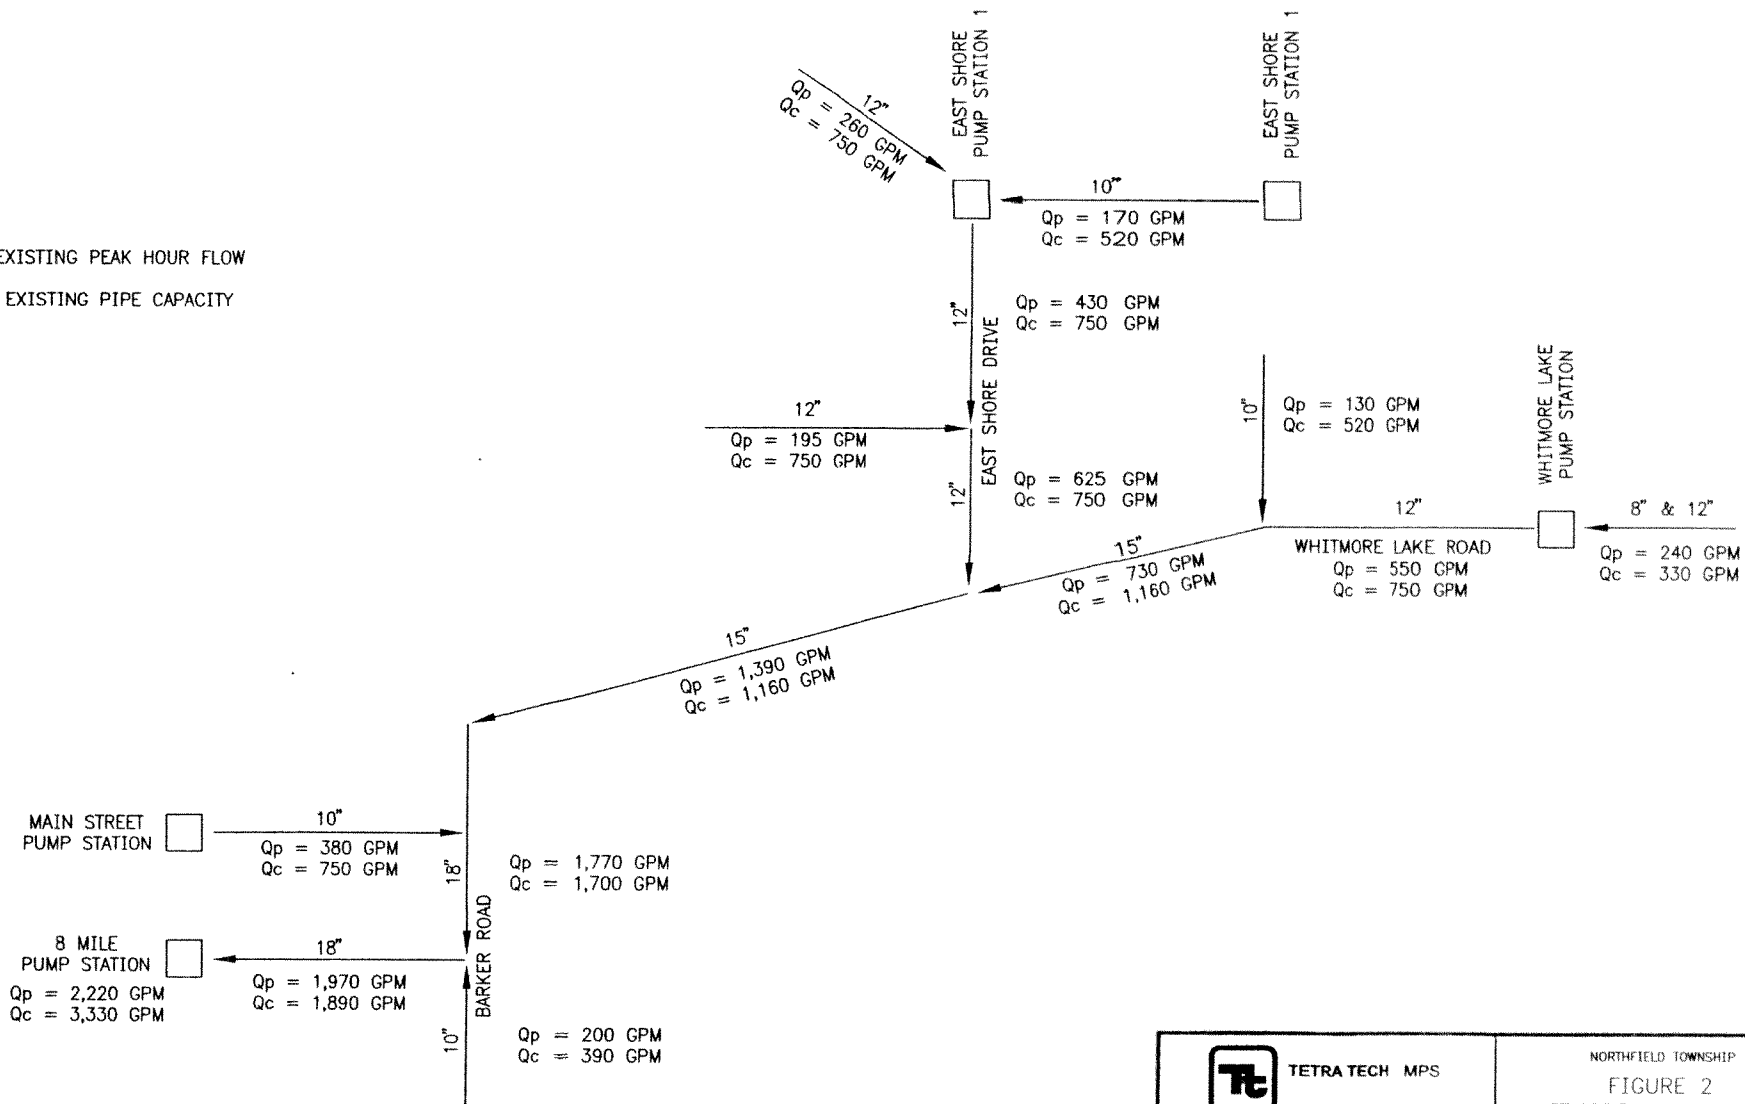 EAST SHORE
PUMP STATION 1
EAST SHORE
PUMP STATION 1
12"
Qp = 260 GPM
Qc = 750 GPM
10"
Qp = 170 GPM
Qc = 520 GPM
EXISTING PEAK HOUR FLOW
EXISTING PIPE CAPACITY
12"
Qp = 430 GPM
Qc = 750 GPM
EAST SHORE DRIVE
12"
Qp = 195 GPM
Qc = 750 GPM
12"
Qp = 625 GPM
Qc = 750 GPM
10"
Qp = 130 GPM
Qc = 520 GPM
WHITMORE LAKE
PUMP STATION
12"
WHITMORE LAKE ROAD
Qp = 550 GPM
Qc = 750 GPM
8" & 12"
Qp = 240 GPM
Qc = 330 GPM
15"
Qp = 730 GPM
Qc = 1,160 GPM
15"
Qp = 1,390 GPM
Qc = 1,160 GPM
MAIN STREET
PUMP STATION
10"
Qp = 380 GPM
Qc = 750 GPM
18"
Qp = 1,770 GPM
Qc = 1,700 GPM
BARKER ROAD
8 MILE
PUMP STATION
Qp = 2,220 GPM
Qc = 3,330 GPM
18"
Qp = 1,970 GPM
Qc = 1,890 GPM
10"
Qp = 200 GPM
Qc = 390 GPM
Tt
TETRA TECH MPS
NORTHFIELD TOWNSHIP
FIGURE 2